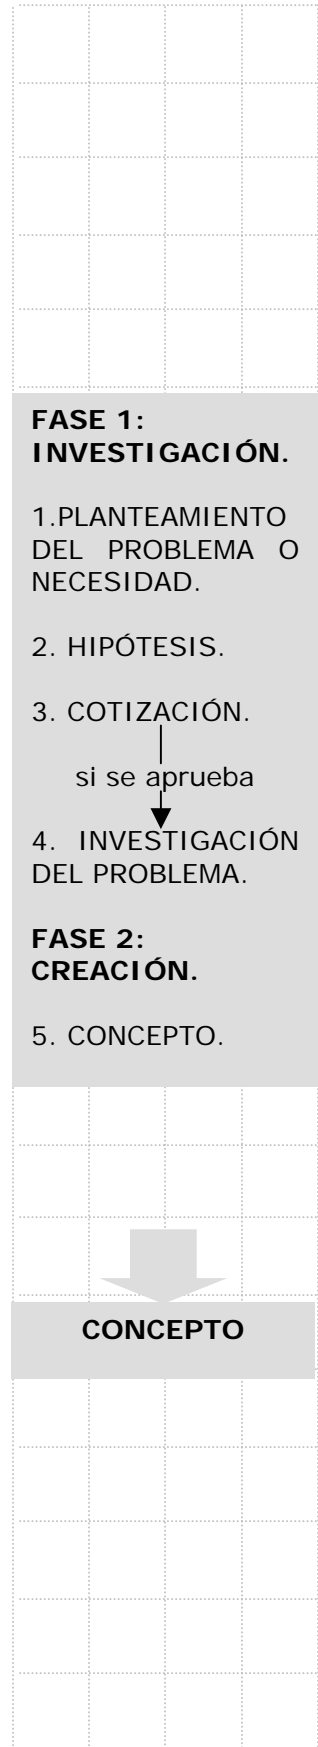 FASE 1:
INVESTIGACIÓN.
1.PLANTEAMIENTO
DEL PROBLEMA O
NECESIDAD.
2. HIPÓTESIS.
3. COTIZACIÓN.
si se aprueba
4. INVESTIGACIÓN
DEL PROBLEMA.
FASE 2:
CREACIÓN.
5. CONCEPTO.
CONCEPTO